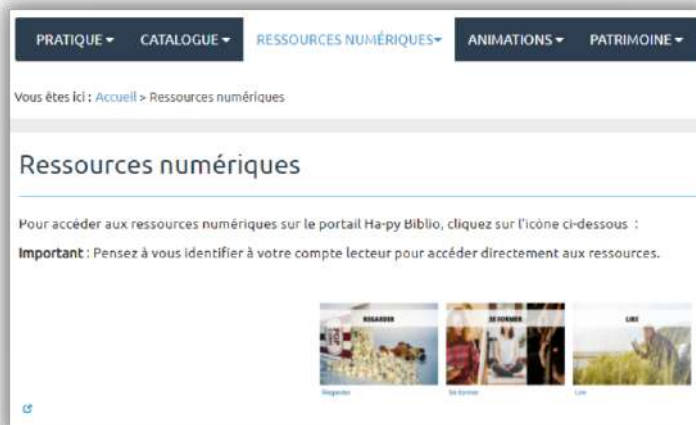 PRATIQUE CATALOGUE RESSOURCES NUMÉRIQUES ANIMATIONS PATRIMOINE
Vous êtes ici : Accueil > Ressources numériques
Ressources numériques
Pour accéder aux ressources numériques sur le portail Ha-py Biblio, cliquez sur l'icône ci-dessous :
Important : Pensez à vous identifier à votre compte lecteur pour accéder directement aux ressources.
REGARDER SE FORMER LIRE
POP
Regarder Se former Lire